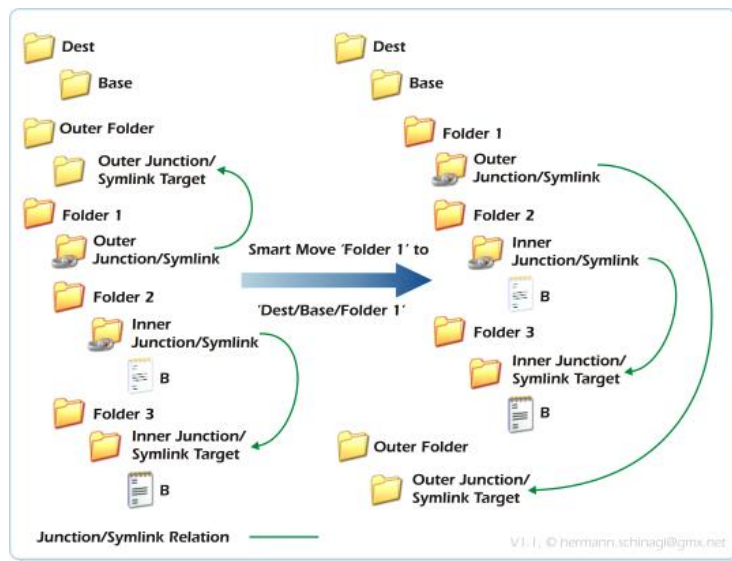 Dest
Base
Outer Folder
Outer Junction/
Symlink Target
Folder 1
Outer
Junction/Symlink
Folder 2
Inner
Junction/Symlink
B
Folder 3
Inner Junction/
Symlink Target
B
Smart Move ‘Folder 1’ to
‘Dest/Base/Folder 1’
Dest
Base
Folder 1
Outer
Junction/Symlink
Folder 2
Inner
Junction/Symlink
B
Folder 3
Inner Junction/
Symlink Target
B
Outer Folder
Outer Junction/
Symlink Target
Junction/Symlink Relation
V1.1, © hermann.schinagl@gmx.net